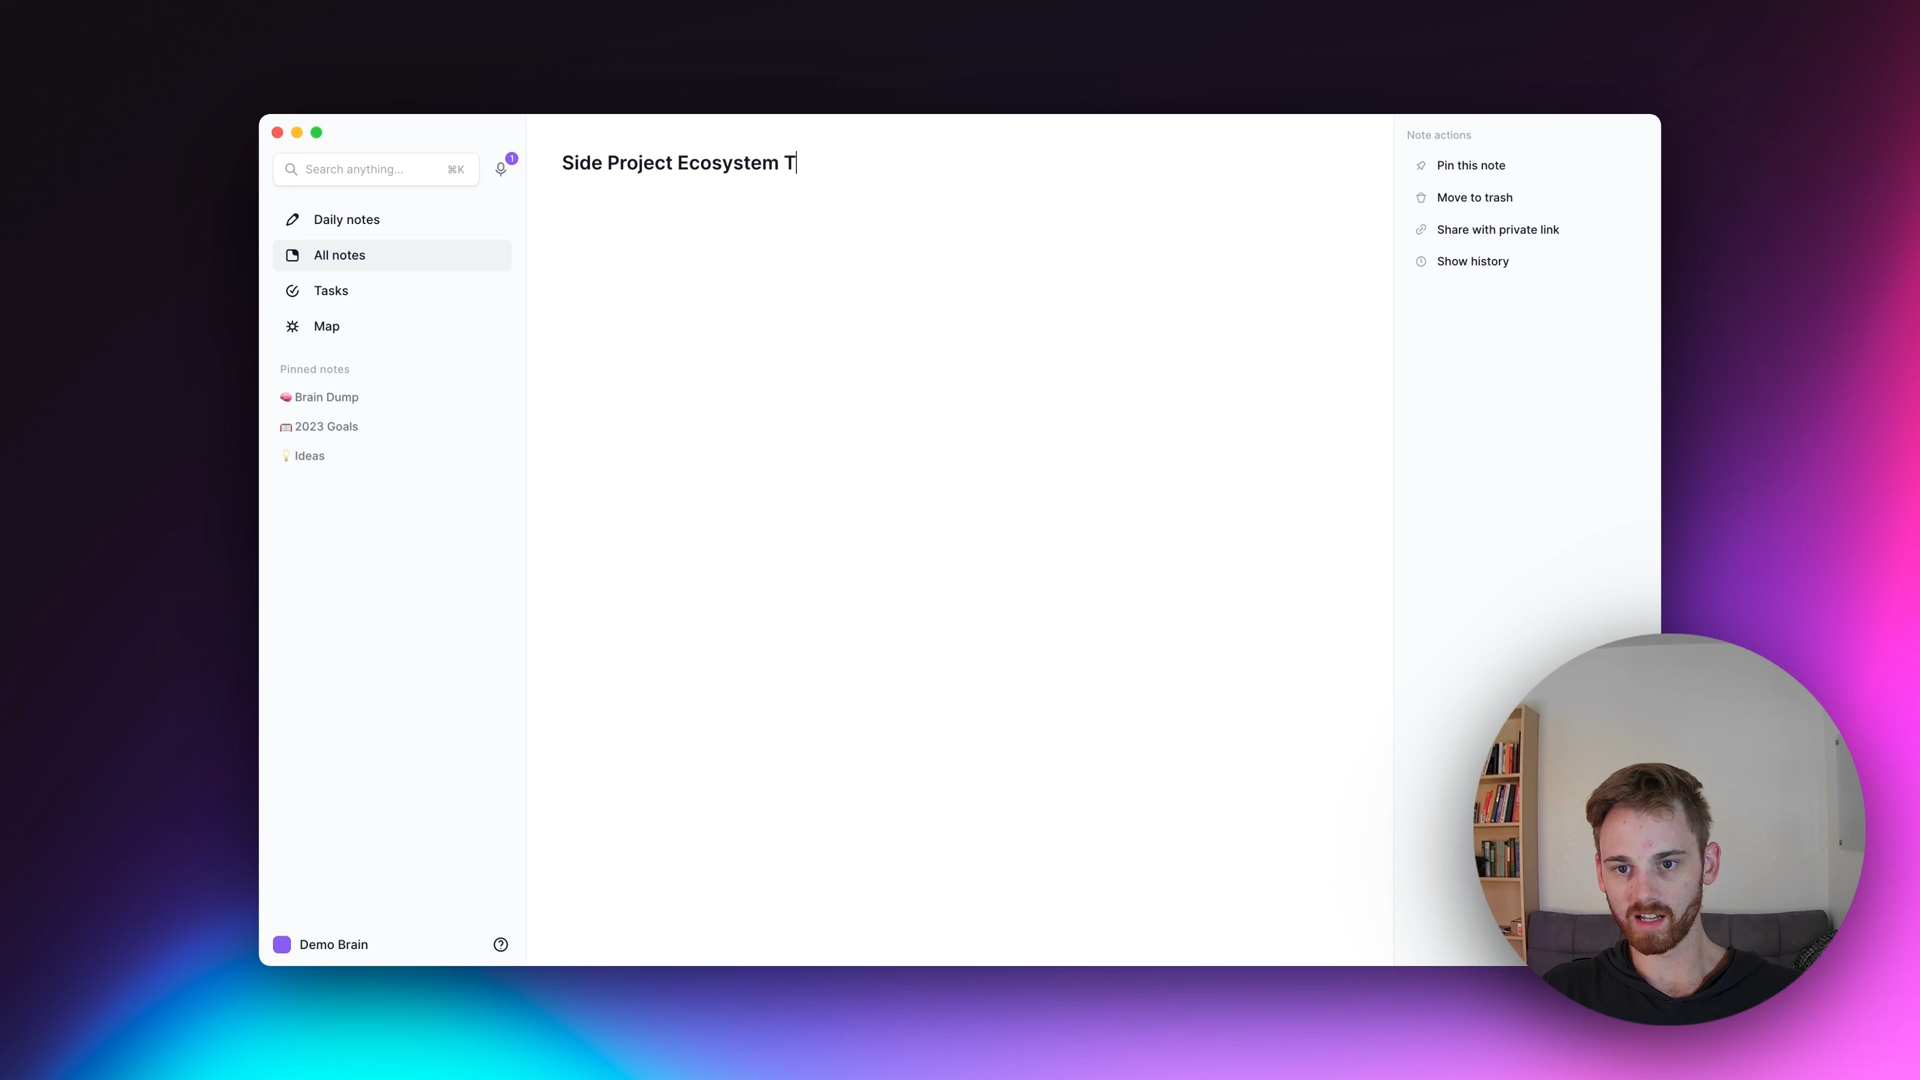 Search anything...
⌘K
1
Daily notes
All notes
Tasks
Map
Pinned notes
Brain Dump
2023 Goals
Ideas
Demo Brain
Side Project Ecosystem T
Note actions
Pin this note
Move to trash
Share with private link
Show history